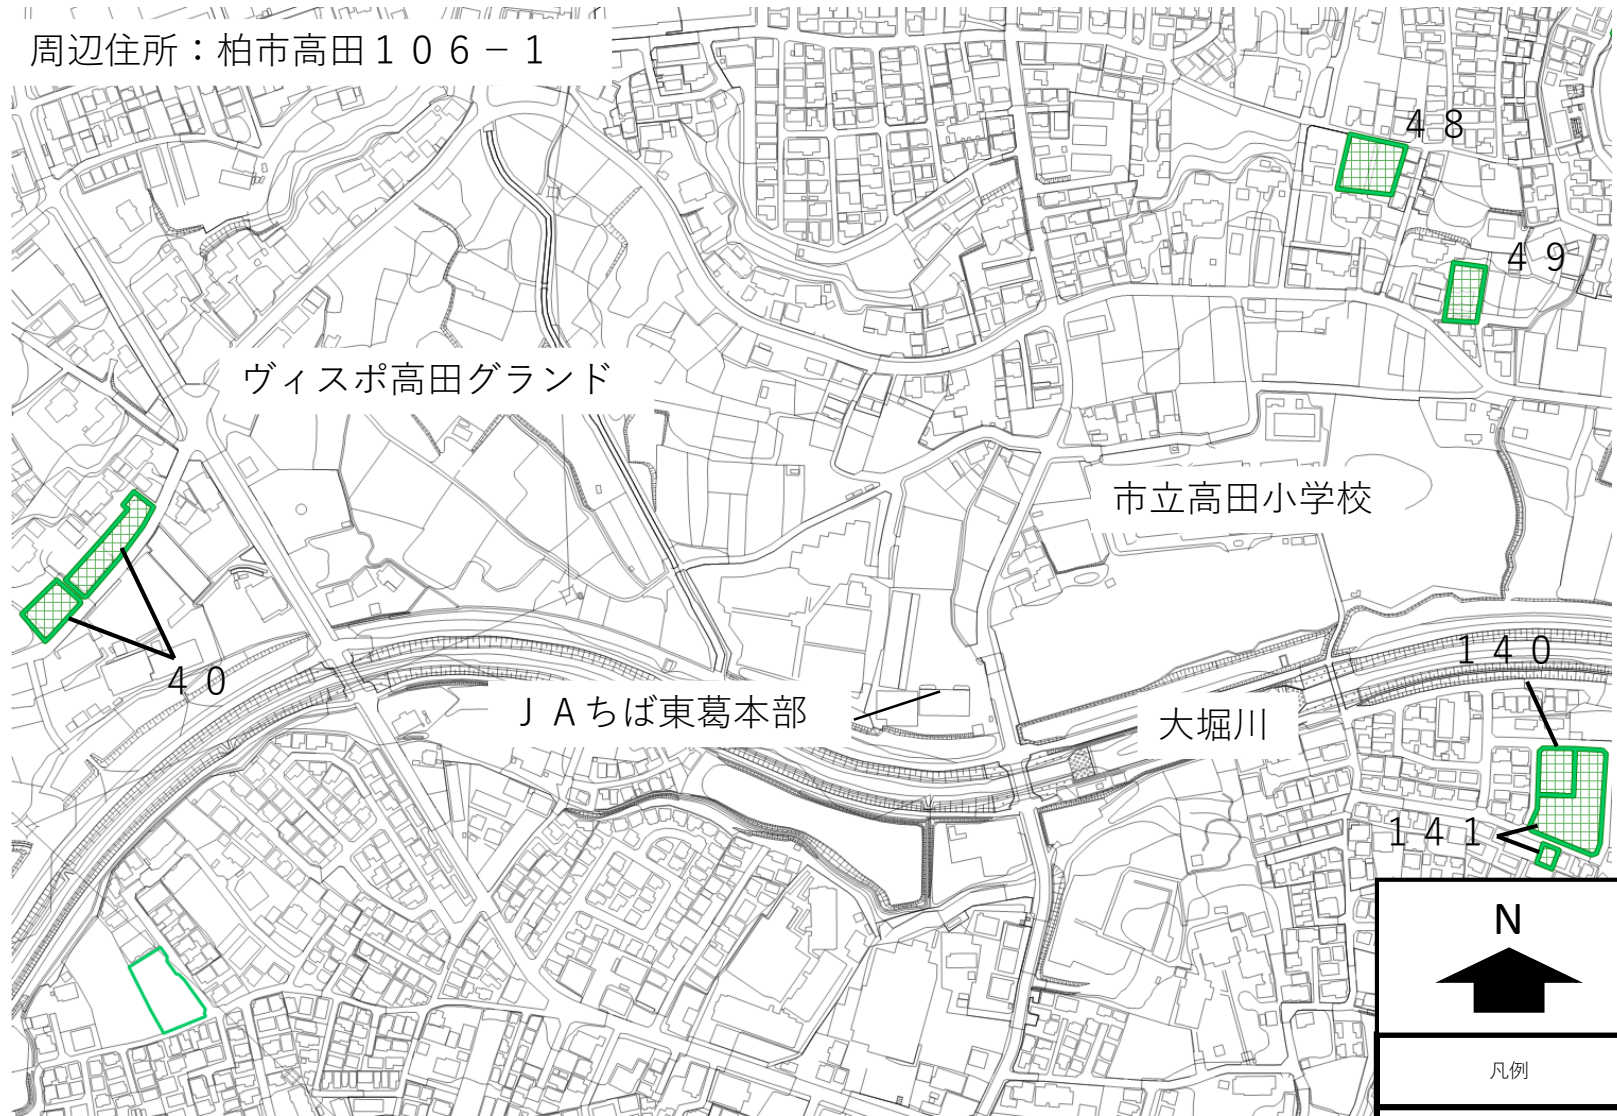 周辺住所：柏市高田１０６－１
４８
４９
ヴィスポ高田グランド
市立高田小学校
４０
１４０
ＪＡちば東葛本部
大堀川
１４１
N
凡例